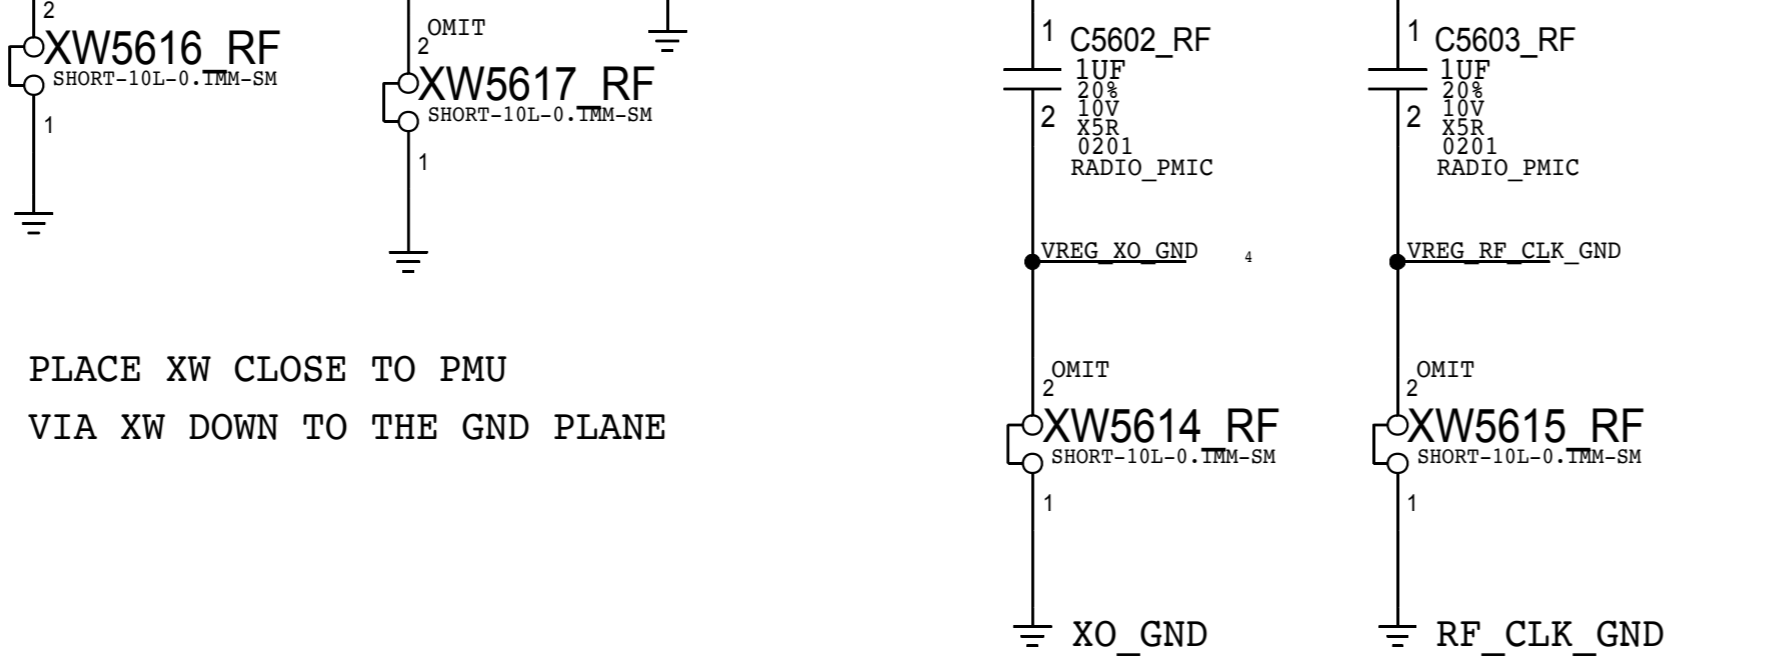 2
XW5616_RF
SHORT-10L-0.1MM-SM
1
OMIT
2
XW5617_RF
SHORT-10L-0.1MM-SM
1
PLACE XW CLOSE TO PMU
VIA XW DOWN TO THE GND PLANE
1
C5602_RF
1UF
20%
10V
2
X5R
0201
RADIO_PMIC
VREG_XO_GND 4
OMIT
2
XW5614_RF
SHORT-10L-0.1MM-SM
1
XO_GND
1
C5603_RF
1UF
20%
10V
2
X5R
0201
RADIO_PMIC
VREG_RF_CLK_GND
OMIT
2
XW5615_RF
SHORT-10L-0.1MM-SM
1
RF_CLK_GND